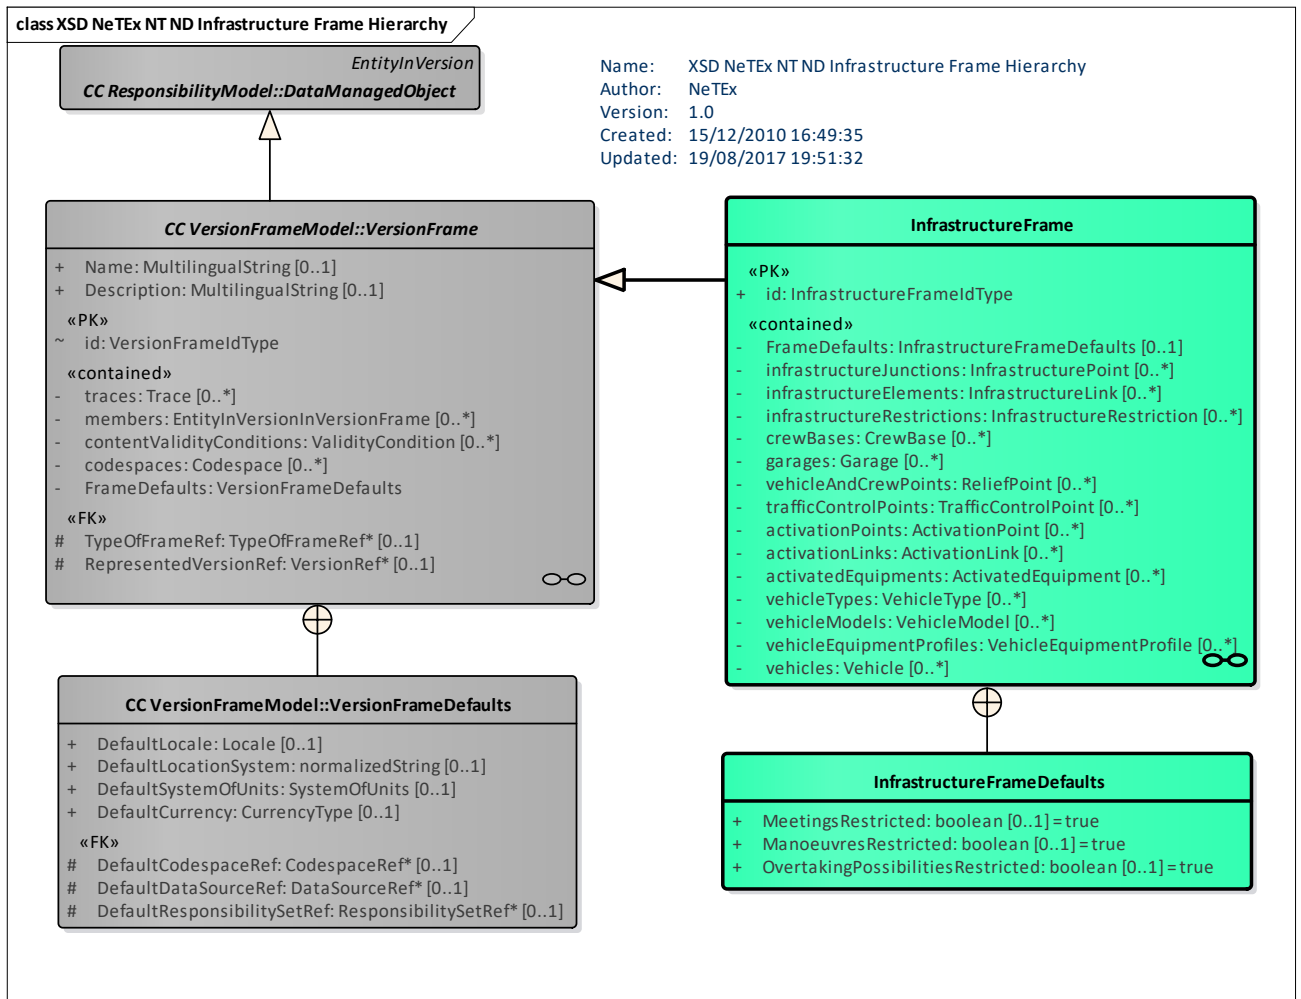 class XSD NeTEx NT ND Infrastructure Frame Hierarchy
EntityInVersion
CC ResponsibilityModel::DataManagedObject
Name: XSD NeTEx NT ND Infrastructure Frame Hierarchy
Author: NeTEx
Version: 1.0
Created: 15/12/2010 16:49:35
Updated: 19/08/2017 19:51:32
CC VersionFrameModel::VersionFrame
+ Name: MultilingualString [0..1]
+ Description: MultilingualString [0..1]
«PK»
~ id: VersionFrameIdType
«contained»
- traces: Trace [0..*]
- members: EntityInVersionInVersionFrame [0..*]
- contentValidityConditions: ValidityCondition [0..*]
- codespaces: Codespace [0..*]
- FrameDefaults: VersionFrameDefaults
«FK»
# TypeOfFrameRef: TypeOfFrameRef* [0..1]
# RepresentedVersionRef: VersionRef* [0..1]
InfrastructureFrame
«PK»
+ id: InfrastructureFrameIdType
«contained»
- FrameDefaults: InfrastructureFrameDefaults [0..1]
- infrastructureJunctions: InfrastructurePoint [0..*]
- infrastructureElements: InfrastructureLink [0..*]
- infrastructureRestrictions: InfrastructureRestriction [0..*]
- crewBases: CrewBase [0..*]
- garages: Garage [0..*]
- vehicleAndCrewPoints: ReliefPoint [0..*]
- trafficControlPoints: TrafficControlPoint [0..*]
- activationPoints: ActivationPoint [0..*]
- activationLinks: ActivationLink [0..*]
- activatedEquipments: ActivatedEquipment [0..*]
- vehicleTypes: VehicleType [0..*]
- vehicleModels: VehicleModel [0..*]
- vehicleEquipmentProfiles: VehicleEquipmentProfile [0..*]
- vehicles: Vehicle [0..*]
CC VersionFrameModel::VersionFrameDefaults
+ DefaultLocale: Locale [0..1]
+ DefaultLocationSystem: normalizedString [0..1]
+ DefaultSystemOfUnits: SystemOfUnits [0..1]
+ DefaultCurrency: CurrencyType [0..1]
«FK»
# DefaultCodespaceRef: CodespaceRef* [0..1]
# DefaultDataSourceRef: DataSourceRef* [0..1]
# DefaultResponsibilitySetRef: ResponsibilitySetRef* [0..1]
InfrastructureFrameDefaults
+ MeetingsRestricted: boolean [0..1] = true
+ ManoeuvresRestricted: boolean [0..1] = true
+ OvertakingPossibilitiesRestricted: boolean [0..1] = true